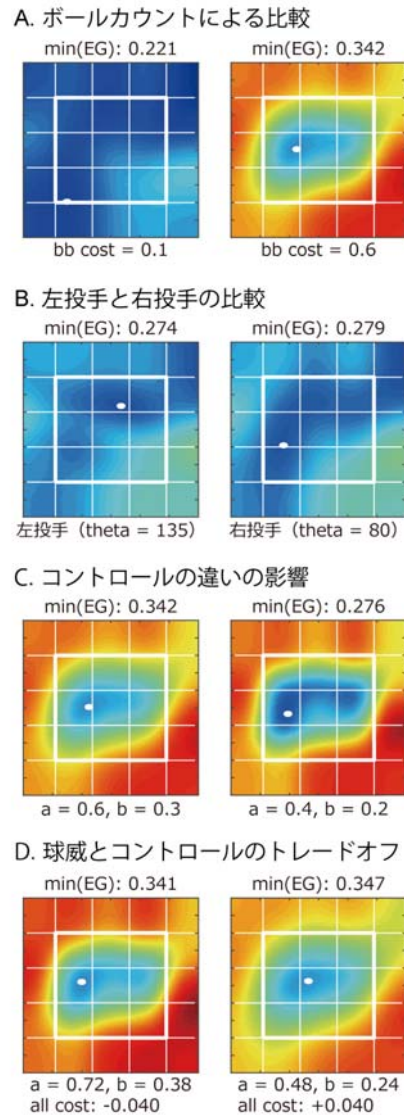 A. ボールカウントによる比較
min(EG): 0.221 min(EG): 0.342
bb cost = 0.1 bb cost = 0.6
B. 左投手と右投手の比較
min(EG): 0.274 min(EG): 0.279
左投手（theta = 135） 右投手（theta = 80）
C. コントロールの違いの影響
min(EG): 0.342 min(EG): 0.276
a = 0.6, b = 0.3 a = 0.4, b = 0.2
D. 球威とコントロールのトレードオフ
min(EG): 0.341 min(EG): 0.347
a = 0.72, b = 0.38 a = 0.48, b = 0.24
all cost: -0.040 all cost: +0.040